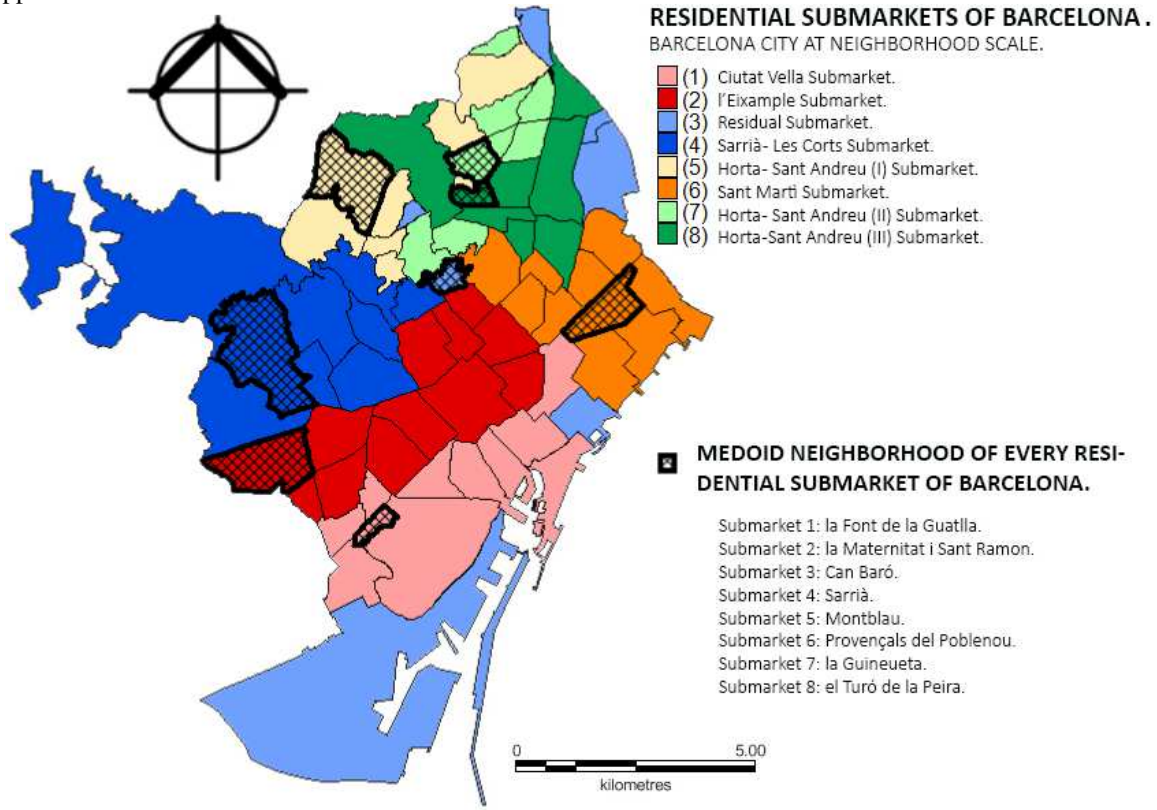 RESIDENTIAL SUBMARKETS OF BARCELONA .
BARCELONA CITY AT NEIGHBORHOOD SCALE.
(1) Ciutat Vella Submarket.
(2) l'Eixample Submarket.
(3) Residual Submarket.
(4) Sarrià- Les Corts Submarket.
(5) Horta- Sant Andreu (I) Submarket.
(6) Sant Martí Submarket.
(7) Horta- Sant Andreu (II) Submarket.
(8) Horta-Sant Andreu (III) Submarket.
MEDOID NEIGHBORHOOD OF EVERY RESI-
DENTIAL SUBMARKET OF BARCELONA.
Submarket 1: la Font de la Guatlla.
Submarket 2: la Maternitat i Sant Ramon.
Submarket 3: Can Baró.
Submarket 4: Sarrià.
Submarket 5: Montblau.
Submarket 6: Provençals del Poblenou.
Submarket 7: la Guineueta.
Submarket 8: el Turó de la Peira.
0 5.00
kilometres